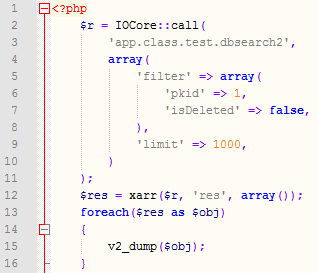 1 <?php
2 $r = IOCore::call(
3 'app.class.test.dbsearch2',
4 array(
5 'filter' => array(
6 'pkid' => 1,
7 'isDeleted' => false,
8 ),
9 'limit' => 1000,
10 )
11 );
12 $res = xarr($r, 'res', array());
13 foreach($res as $obj)
14 {
15 v2_dump($obj);
16 }